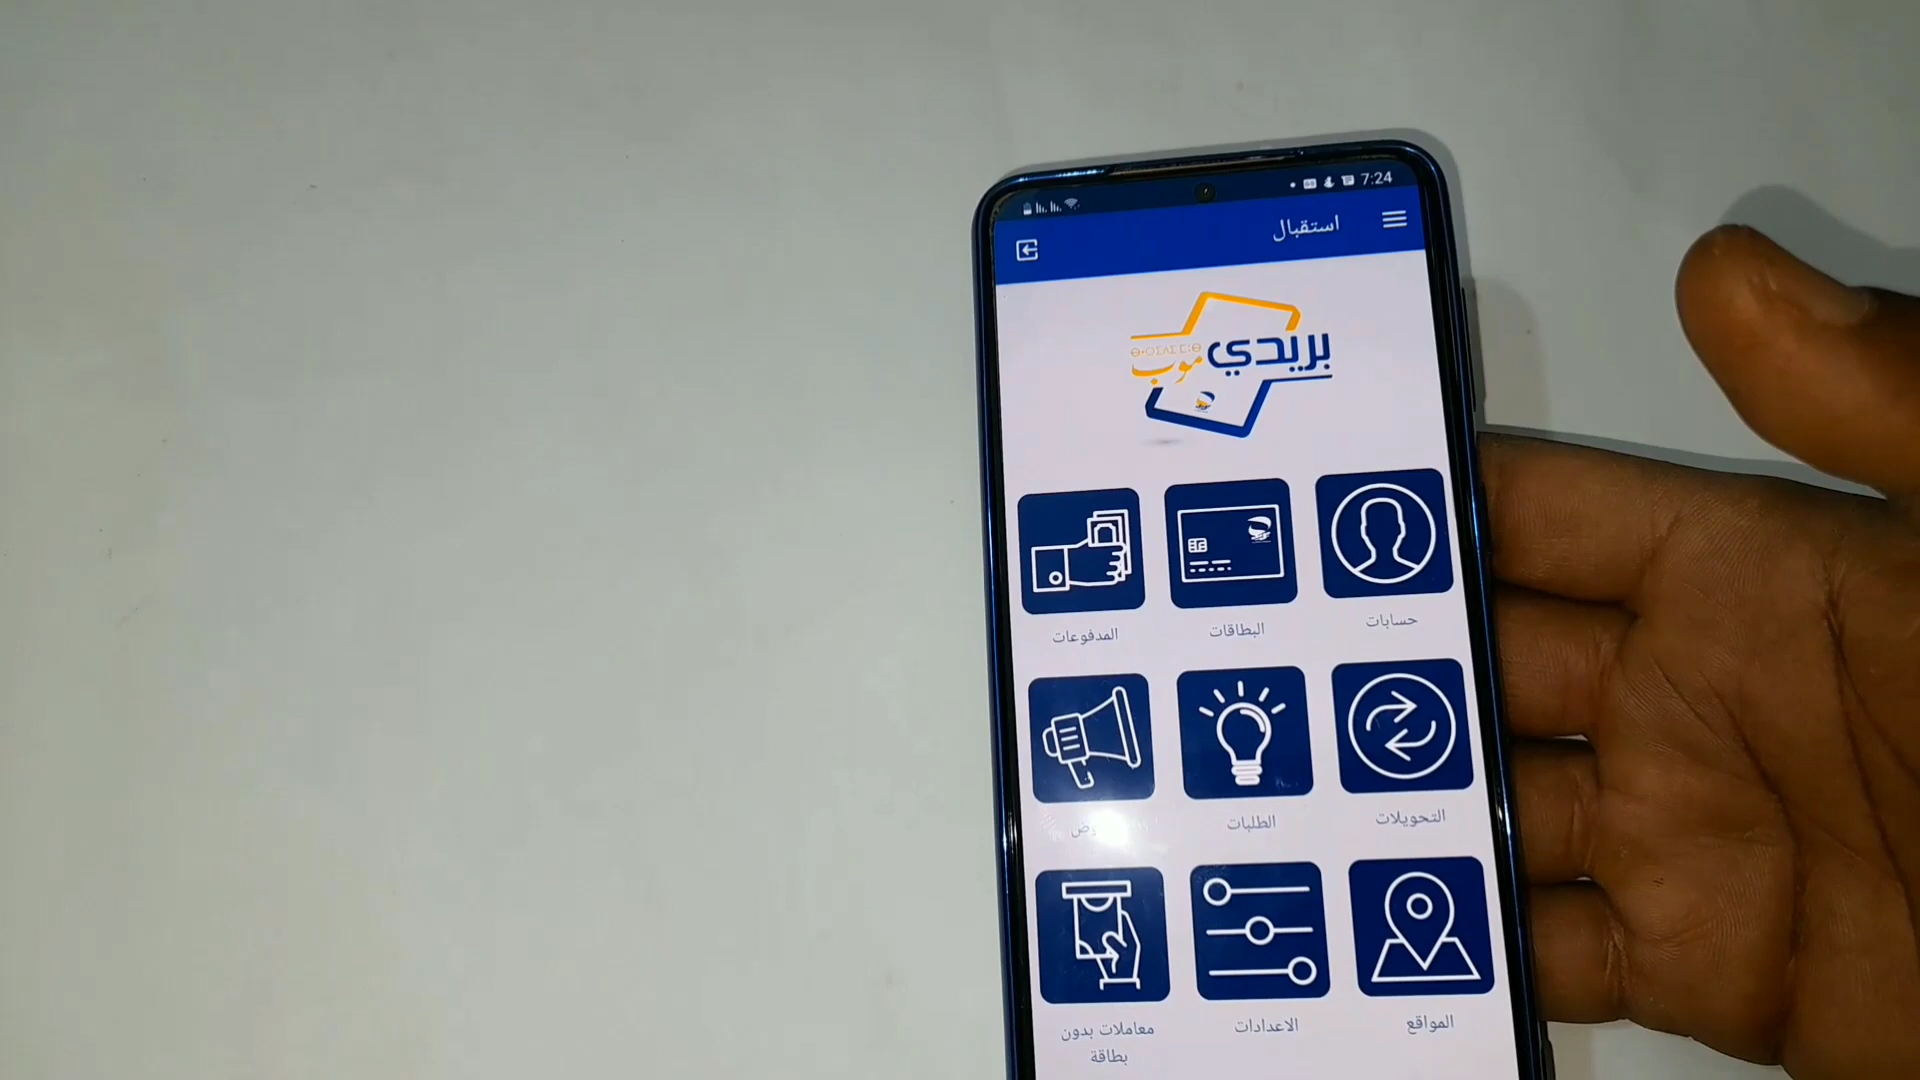 7:24
استقبال
بريدي
موب
حسابات
البطاقات
المدفوعات
التحويلات
الطلبات
المواقع
الاعدادات
معاملات بدون
بطاقة